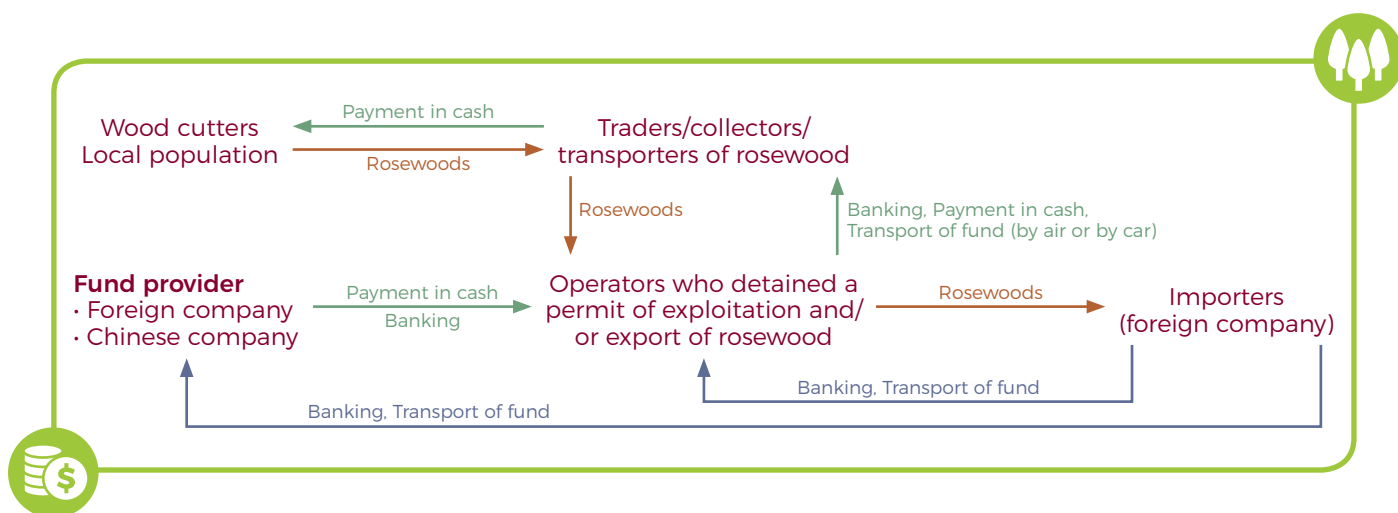 Payment in cash
Wood cutters
Local population
Rosewoods
Traders/collectors/
transporters of rosewood
Rosewoods
Banking, Payment in cash,
Transport of fund (by air or by car)
Fund provider
· Foreign company
· Chinese company
Payment in cash
Banking
Operators who detained a
permit of exploitation and/
or export of rosewood
Rosewoods
Importers
(foreign company)
Banking, Transport of fund
Banking, Transport of fund
$